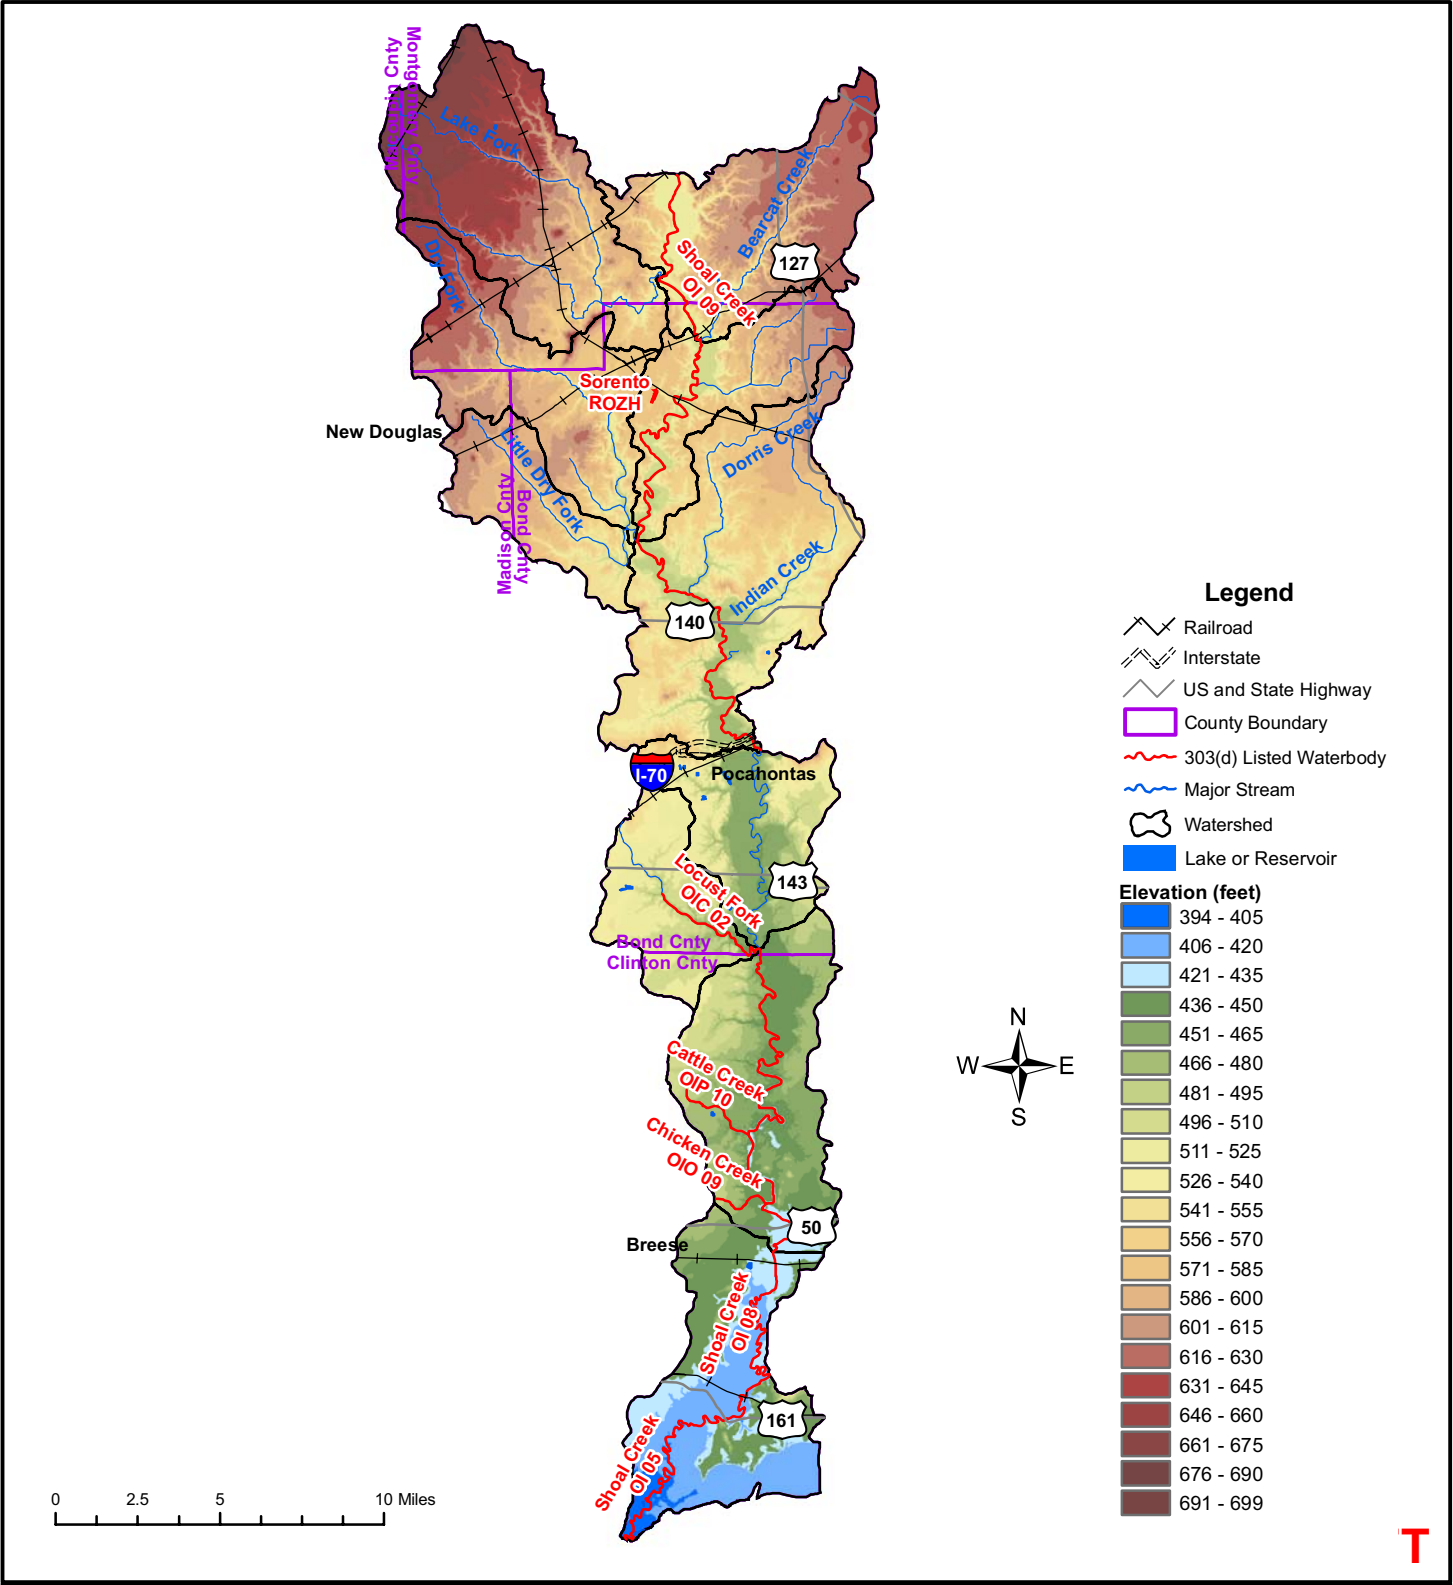 Montgomery Cnty
Lake Fork
Bearcat Creek
127
Dry Fork
Shoal Creek
OI 09
Sorento
ROZH
New Douglas
Little Dry Fork
Dorris Creek
Madison Cnty
Bond Cnty
Indian Creek
140
I-70
Pocahontas
143
Locust Fork
OIC 02
Bond Cnty
Clinton Cnty
Cattle Creek
OIP 10
Chicken Creek
OIO 09
50
Breese
Shoal Creek
OI 08
161
Shoal Creek
OI 05
N
W E
S
0 2.5 5 10 Miles
Legend
Railroad
Interstate
US and State Highway
County Boundary
303(d) Listed Waterbody
Major Stream
Watershed
Lake or Reservoir
Elevation (feet)
394 - 405
406 - 420
421 - 435
436 - 450
451 - 465
466 - 480
481 - 495
496 - 510
511 - 525
526 - 540
541 - 555
556 - 570
571 - 585
586 - 600
601 - 615
616 - 630
631 - 645
646 - 660
661 - 675
676 - 690
691 - 699
T